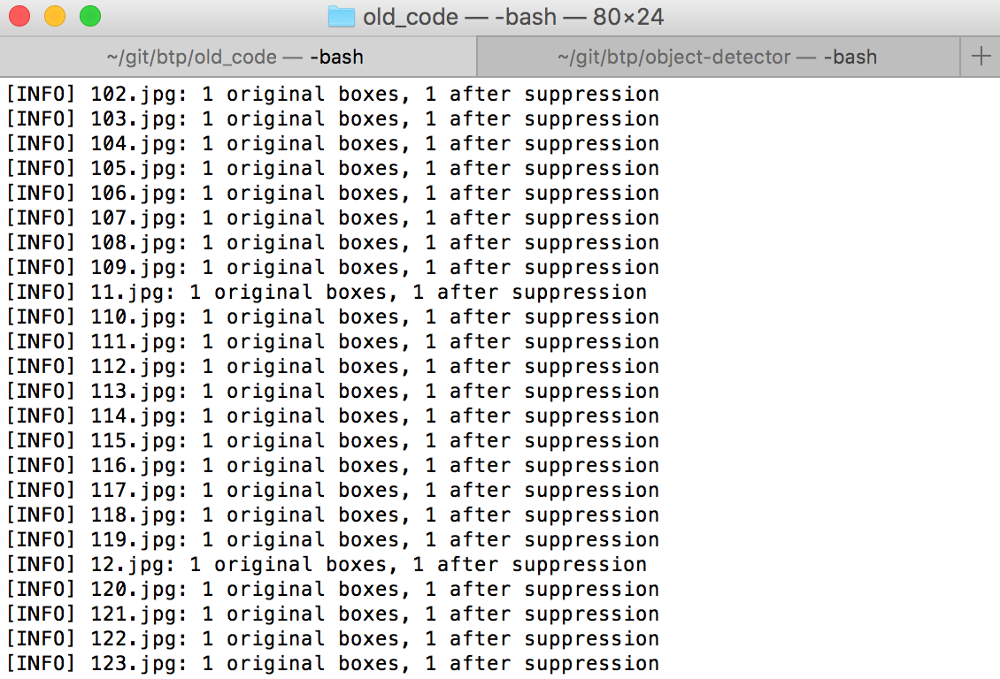 old_code — -bash — 80×24
~/git/btp/old_code — -bash
~/git/btp/object-detector — -bash
[INFO] 102.jpg: 1 original boxes, 1 after suppression
[INFO] 103.jpg: 1 original boxes, 1 after suppression
[INFO] 104.jpg: 1 original boxes, 1 after suppression
[INFO] 105.jpg: 1 original boxes, 1 after suppression
[INFO] 106.jpg: 1 original boxes, 1 after suppression
[INFO] 107.jpg: 1 original boxes, 1 after suppression
[INFO] 108.jpg: 1 original boxes, 1 after suppression
[INFO] 109.jpg: 1 original boxes, 1 after suppression
[INFO] 11.jpg: 1 original boxes, 1 after suppression
[INFO] 110.jpg: 1 original boxes, 1 after suppression
[INFO] 111.jpg: 1 original boxes, 1 after suppression
[INFO] 112.jpg: 1 original boxes, 1 after suppression
[INFO] 113.jpg: 1 original boxes, 1 after suppression
[INFO] 114.jpg: 1 original boxes, 1 after suppression
[INFO] 115.jpg: 1 original boxes, 1 after suppression
[INFO] 116.jpg: 1 original boxes, 1 after suppression
[INFO] 117.jpg: 1 original boxes, 1 after suppression
[INFO] 118.jpg: 1 original boxes, 1 after suppression
[INFO] 119.jpg: 1 original boxes, 1 after suppression
[INFO] 12.jpg: 1 original boxes, 1 after suppression
[INFO] 120.jpg: 1 original boxes, 1 after suppression
[INFO] 121.jpg: 1 original boxes, 1 after suppression
[INFO] 122.jpg: 1 original boxes, 1 after suppression
[INFO] 123.jpg: 1 original boxes, 1 after suppression